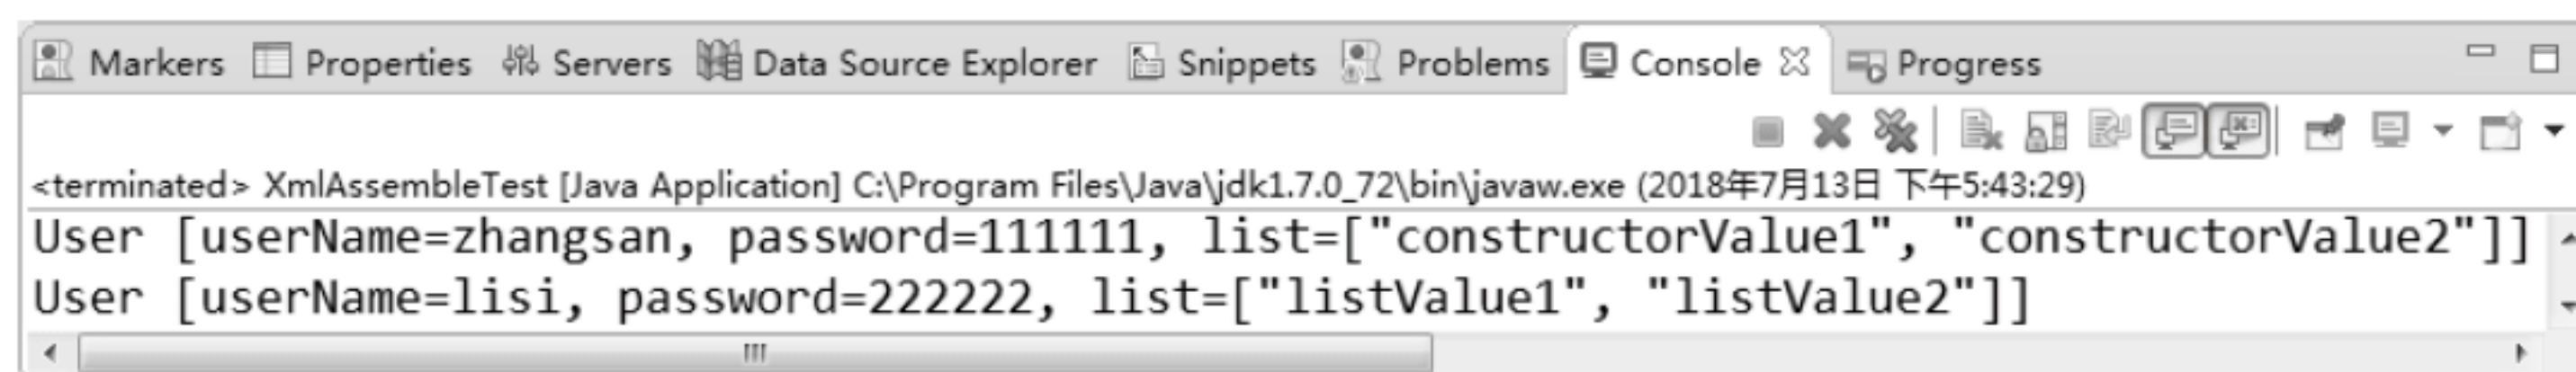 Markers Properties Servers Data Source Explorer Snippets Problems Console Progress
<terminated> XmlAssembleTest [Java Application] C:\Program Files\Java\jdk1.7.0_72\bin\javaw.exe (2018年7月13日 下午5:43:29)
User [userName=zhangsan, password=111111, list=["constructorValue1", "constructorValue2"]]
User [userName=lisi, password=222222, list=["listValue1", "listValue2"]]